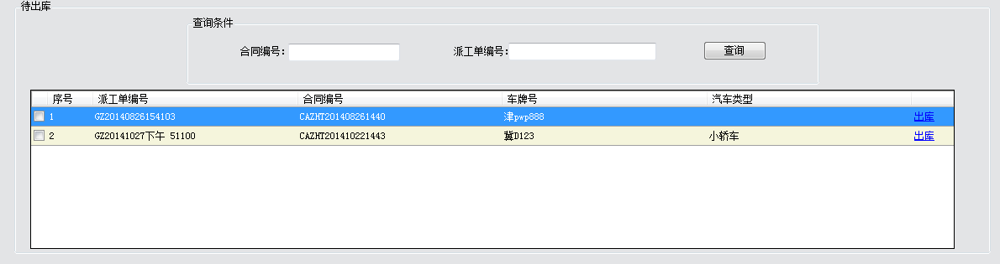 待出库
查询条件
合同编号: 派工单编号: 查询
序号 派工单编号 合同编号 车牌号 汽车类型
1 GZ20140826154103 CAZHT201408261440 津pwp888 出库
2 GZ20141027下午 51100 CAZHT201410221443 冀D123 小轿车 出库